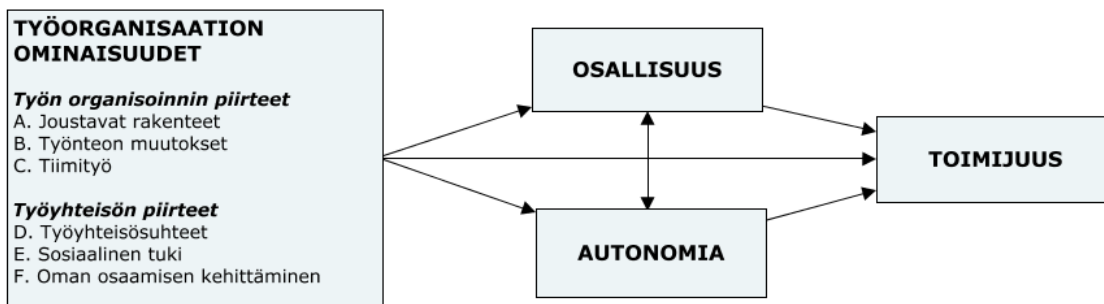 TYÖORGANISAATION
OMINAISUUDET
Työn organisoinnin piirteet
A. Joustavat rakenteet
B. Työnteon muutokset
C. Tiimityö
Työyhteisön piirteet
D. Työyhteisösuhteet
E. Sosiaalinen tuki
F. Oman osaamisen kehittäminen
OSALLISUUS
AUTONOMIA
TOIMIJUUS